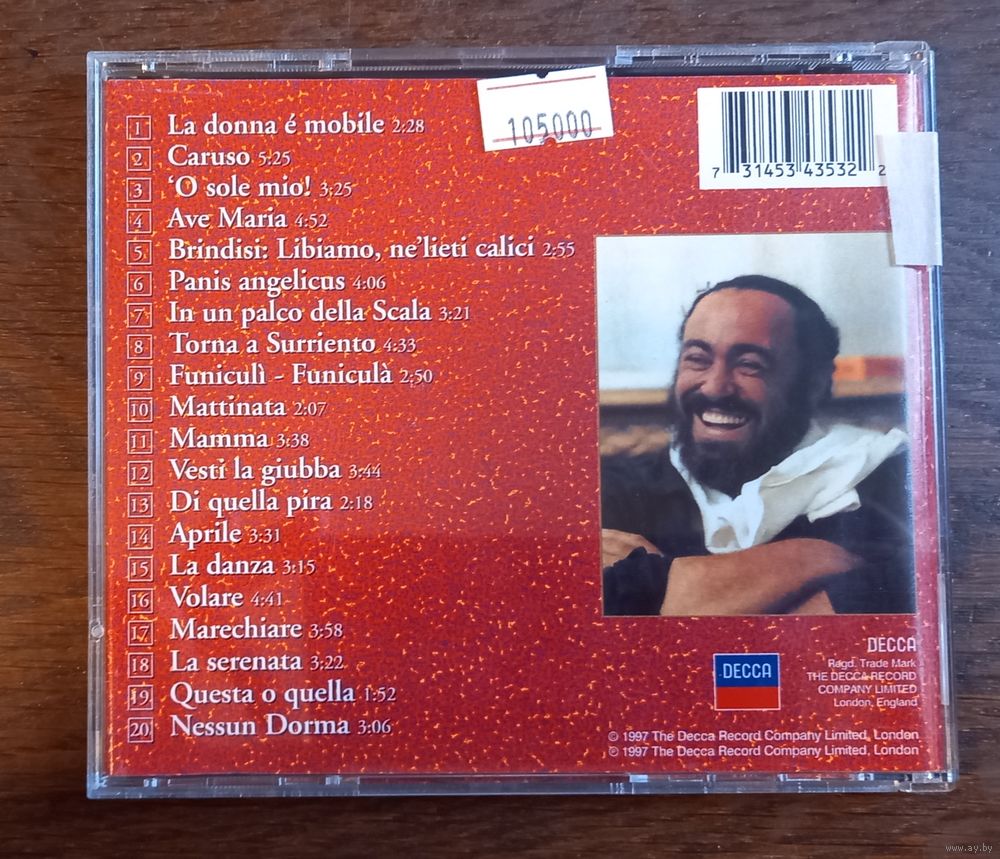 105000
7 31453 43532 2
1 La donna é mobile 2:28
2 Caruso 5:25
3 ‘O sole mio! 3:25
4 Ave Maria 4:52
5 Brindisi: Libiamo, ne’lieti calici 2:55
6 Panis angelicus 4:06
7 In un palco della Scala 3:21
8 Torna a Surriento 4:33
9 Funiculì - Funiculà 2:50
10 Mattinata 2:07
11 Mamma 3:38
12 Vesti la giubba 3:44
13 Di quella pira 2:18
14 Aprile 3:31
15 La danza 3:15
16 Volare 4:41
17 Marechiare 3:58
18 La serenata 3:22
19 Questa o quella 1:52
20 Nessun Dorma 3:06
DECCA
DECCA
Regd. Trade Mark
THE DECCA RECORD
COMPANY LIMITED
London, England
© 1997 The Decca Record Company Limited, London
℗ 1997 The Decca Record Company Limited, London
www.ay.by